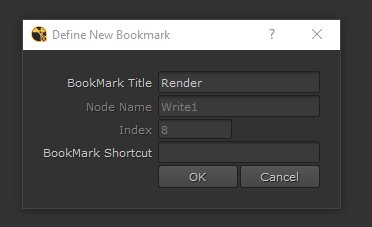 Define New Bookmark ?
BookMark Title Render
Node Name Write1
Index 8
BookMark Shortcut
OK Cancel